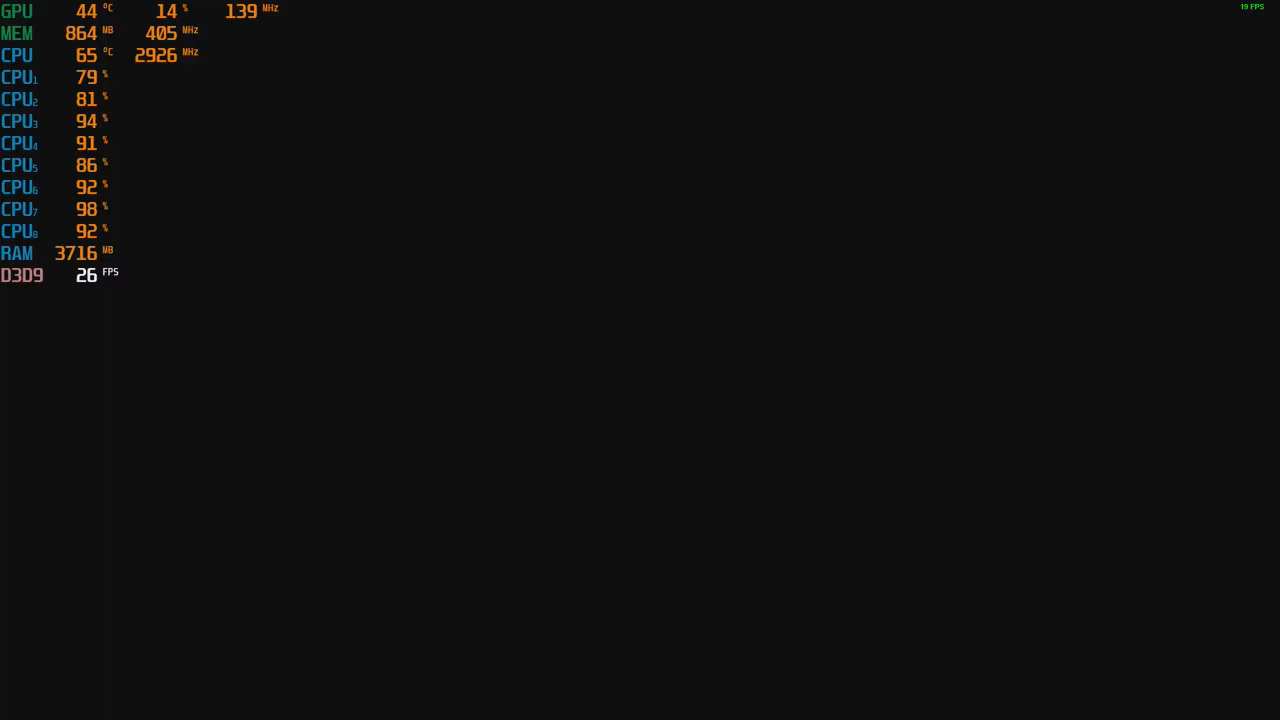 GPU 44 °C 14 % 139 MHz 19 FPS
MEM 864 MB 405 MHz
CPU 65 °C 2926 MHz
CPU1 79 %
CPU2 81 %
CPU3 94 %
CPU4 91 %
CPU5 86 %
CPU6 92 %
CPU7 98 %
CPU8 92 %
RAM 3716 MB
D3D9 26 FPS